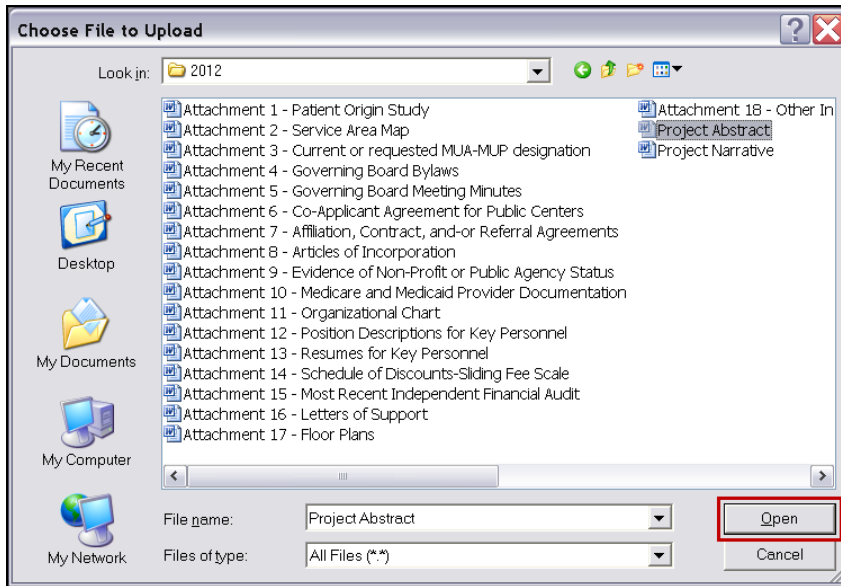 Choose File to Upload
Look in:
2012
My Recent
Documents
Desktop
My Documents
My Computer
My Network
Attachment 1 - Patient Origin Study
Attachment 2 - Service Area Map
Attachment 3 - Current or requested MUA-MUP designation
Attachment 4 - Governing Board Bylaws
Attachment 5 - Governing Board Meeting Minutes
Attachment 6 - Co-Applicant Agreement for Public Centers
Attachment 7 - Affiliation, Contract, and-or Referral Agreements
Attachment 8 - Articles of Incorporation
Attachment 9 - Evidence of Non-Profit or Public Agency Status
Attachment 10 - Medicare and Medicaid Provider Documentation
Attachment 11 - Organizational Chart
Attachment 12 - Position Descriptions for Key Personnel
Attachment 13 - Resumes for Key Personnel
Attachment 14 - Schedule of Discounts-Sliding Fee Scale
Attachment 15 - Most Recent Independent Financial Audit
Attachment 16 - Letters of Support
Attachment 17 - Floor Plans
Attachment 18 - Other In
Project Abstract
Project Narrative
File name:
Project Abstract
Open
Files of type:
All Files (*.*)
Cancel